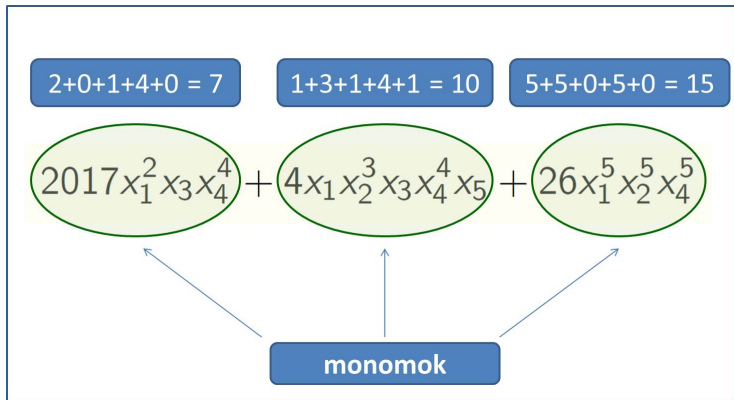 2+0+1+4+0 = 7 1+3+1+4+1 = 10 5+5+0+5+0 = 15
2017x₁²x₃x₄⁴ + 4x₁x₂³x₃x₄⁴x₅ + 26x₁⁵x₂⁵x₄⁵
monomok